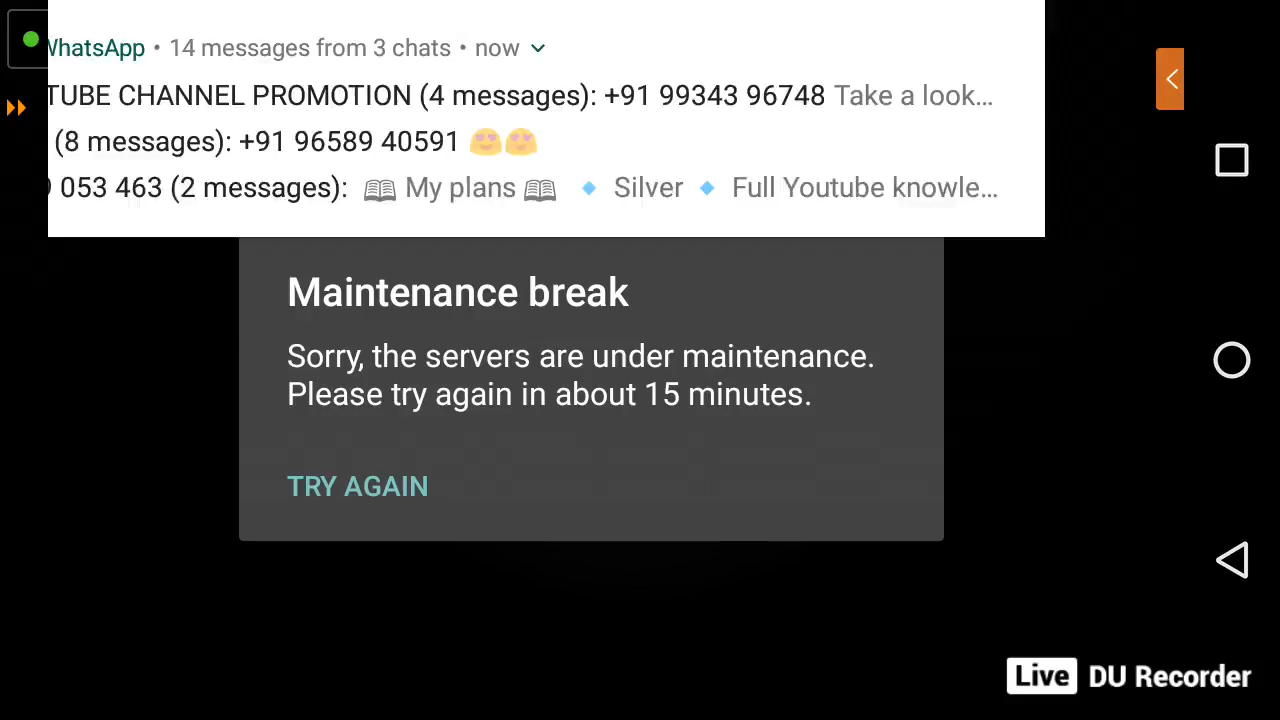 WhatsApp • 14 messages from 3 chats • now
TUBE CHANNEL PROMOTION (4 messages): +91 99343 96748 Take a look...
(8 messages): +91 96589 40591 😍😍
053 463 (2 messages): 📖 My plans 📖 🔹 Silver 🔹 Full Youtube knowle...
Maintenance break
Sorry, the servers are under maintenance.
Please try again in about 15 minutes.
TRY AGAIN
Live DU Recorder